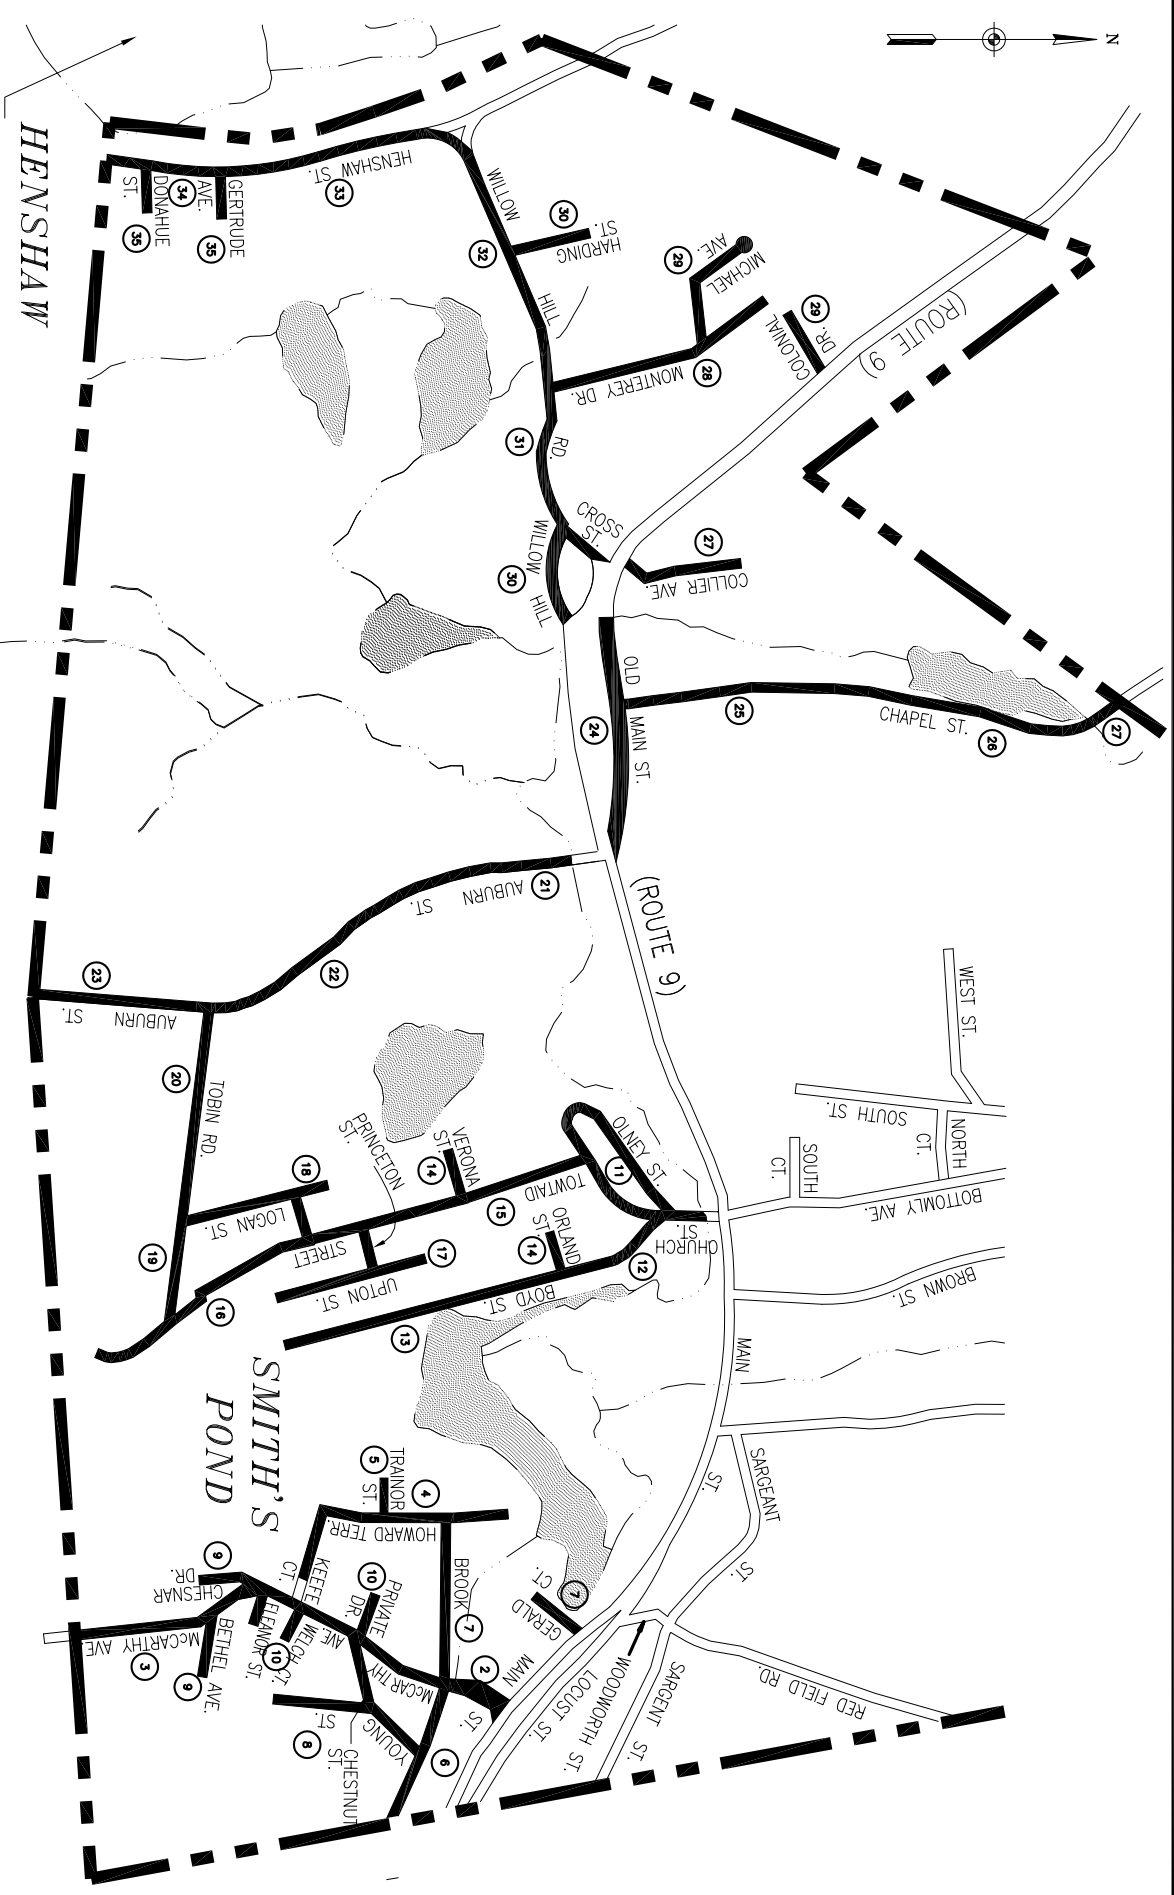 N
HENSHAW
HENSHAW
ST.
33
GERTRUDE
AVE.
34
DONAHUE
ST.
35
35
WILLOW
32
HILL
30
HARDING
ST.
29
MICHAEL
AVE.
29
COLONIAL
DR.
28
MONTEREY DR.
(ROUTE 9)
31
RD.
CROSS
ST.
WILLOW
HILL
30
27
COLLIER AVE.
OLD
MAIN ST.
24
25
CHAPEL ST.
26
27
21
AUBURN
ST.
22
(ROUTE 9)
23
AUBURN
ST.
20
TOBIN RD.
WEST ST.
SOUTH ST.
NORTH
CT.
SOUTH
CT.
BOTTOMLY AVE.
BROWN ST.
PRINCETON
ST.
VERONA
ST.
14
OLNEY ST.
11
TOWTAID
15
STREET
18
LOGAN ST.
19
16
17
UPTON ST.
ORLAND
ST.
14
CHURCH
ST.
12
BOYD ST.
13
MAIN
ST.
SMITH'S
POND
SARGEANT
ST.
TRAINOR
ST.
5
4
HOWARD TERR.
BROOK
7
KEEFE
CT.
9
CHESNAR
DR.
10
PRIVATE
DR.
ELEANOR ST.
WELCH
CT.
10
McCARTHY
AVE.
McCARTHY AVE.
3
BETHEL AVE.
9
2
MAIN
ST.
GERALD
CT.
7
YOUNG
ST.
8
CHESTNUT
ST.
6
LOCUST ST.
WOODWORTH ST.
SARGENT
ST.
RED FIELD RD.